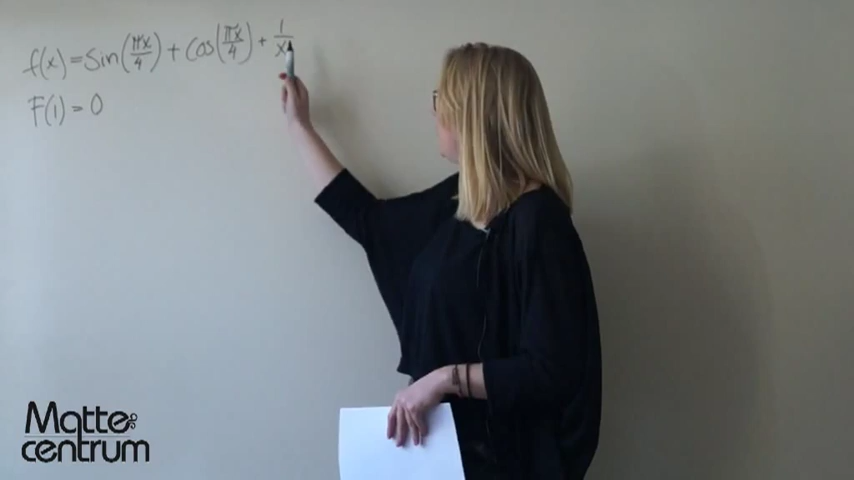 f(x) = sin(πx/4) + cos(πx/4) + 1/x
F(1) = 0
Matte
centrum